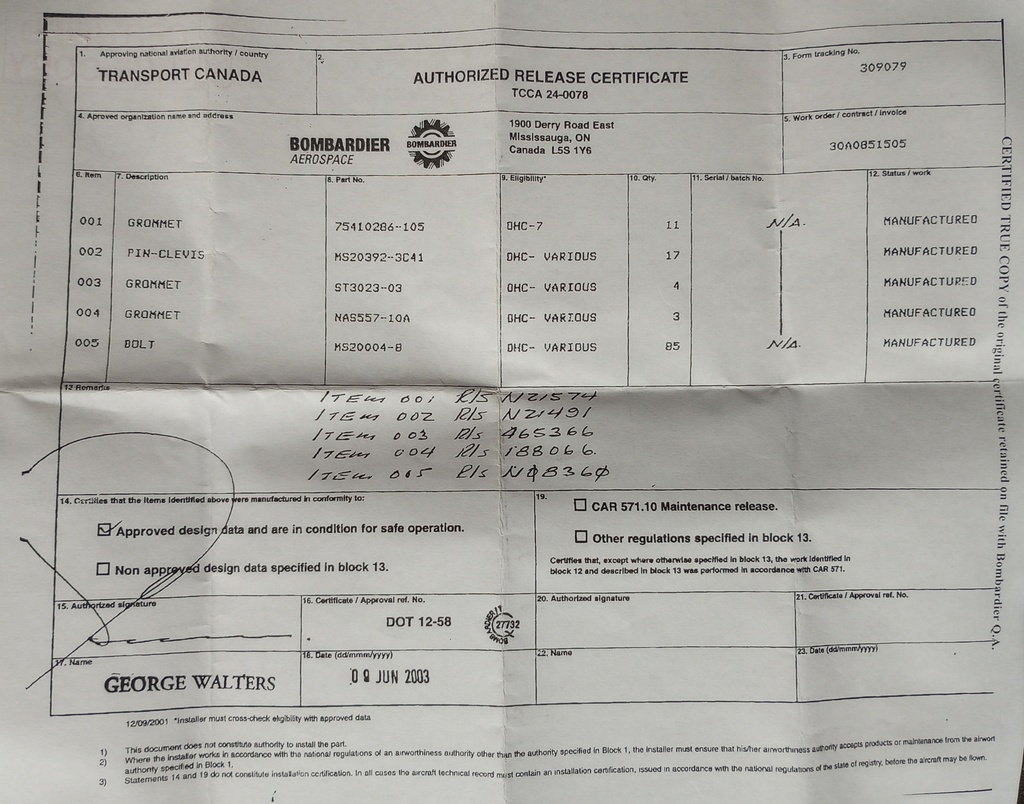 1. Approving national aviation authority / country
TRANSPORT CANADA
2.
AUTHORIZED RELEASE CERTIFICATE
TCCA 24-0078
3. Form tracking No.
309079
4. Aproved organization name and address
BOMBARDIER
AEROSPACE
BOMBARDIER
1900 Derry Road East
Mississauga, ON
Canada L5S 1Y6
5. Work order / contract / invoice
30A0851505
6. Item 7. Description 8. Part No. 9. Eligibility* 10. Qty. 11. Serial / batch No. 12. Status / work
001 GROMMET 75410286-105 DHC-7 11 N/A. MANUFACTURED
002 PIN-CLEVIS MS20392-3C41 DHC- VARIOUS 17 MANUFACTURED
003 GROMMET ST3023-03 DHC- VARIOUS 4 MANUFACTURED
004 GROMMET NAS557-10A DHC- VARIOUS 3 MANUFACTURED
005 BOLT MS20004-8 DHC- VARIOUS 85 N/A. MANUFACTURED
13 Remarks
ITEM 001 R/S N21574
ITEM 002 R/S N21491
ITEM 003 R/S 465366
ITEM 004 R/S 188066.
ITEM 005 R/S N08360
14. Certifies that the items identified above were manufactured in conformity to:
Approved design data and are in condition for safe operation.
Non approved design data specified in block 13.
19.
CAR 571.10 Maintenance release.
Other regulations specified in block 13.
Certifies that, except where otherwise specified in block 13, the work identified in
block 12 and described in block 13 was performed in accordance with CAR 571.
15. Authorized signature
16. Certificate / Approval ref. No.
DOT 12-58
27732
20. Authorized signature
21. Certificate / Approval ref. No.
17. Name
GEORGE WALTERS
18. Date (dd/mmm/yyyy)
JUN 2003
22. Name
23. Date (dd/mmm/yyyy)
12/09/2001 *Installer must cross-check eligibility with approved data
1) This document does not constitute authority to install the part.
2) Where the installer works in accordance with the national regulations of an airworthiness authority other than the authority specified in Block 1, the installer must ensure that his/her airworthiness authority accepts products or maintenance from the airwort
authority specified in Block 1.
3) Statements 14 and 19 do not constitute installation certification. In all cases the aircraft technical record must contain an installation certification, issued in accordance with the national regulations of the state of registry, before the aircraft may be flown.
CERTIFIED TRUE COPY of the original certificate retained on file with Bombardier Q.A.